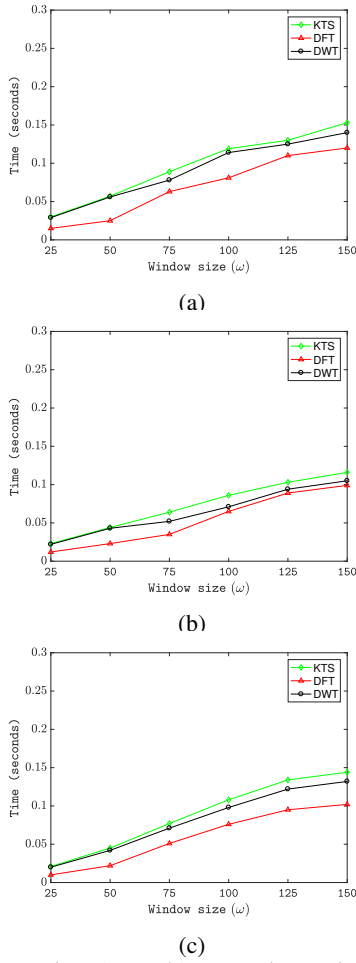 0.3
KTS
DFT
DWT
0.25
0.2
0.15
0.1
0.05
0
25 50 75 100 125 150
Time (seconds)
Window size (ω)
(a)
0.3
KTS
DFT
DWT
0.25
0.2
0.15
0.1
0.05
0
25 50 75 100 125 150
Time (seconds)
Window size (ω)
(b)
0.3
KTS
DFT
DWT
0.25
0.2
0.15
0.1
0.05
0
25 50 75 100 125 150
Time (seconds)
Window size (ω)
(c)